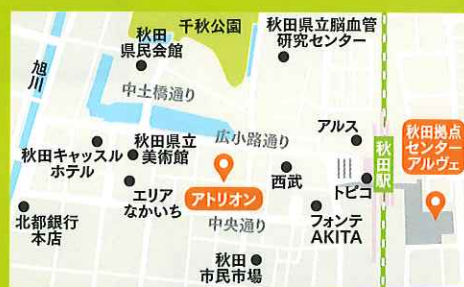 千秋公園
秋田
県民会館
秋田県立脳血管
研究センター
旭川
中土橋通り
広小路通り
アルス
秋田駅
秋田拠点
センター
アルヴェ
秋田キャッスル
ホテル
秋田県立
美術館
エリア
なかいち
アトリオン
西武
トピコ
北都銀行
本店
中央通り
フォンテ
AKITA
秋田
市民市場